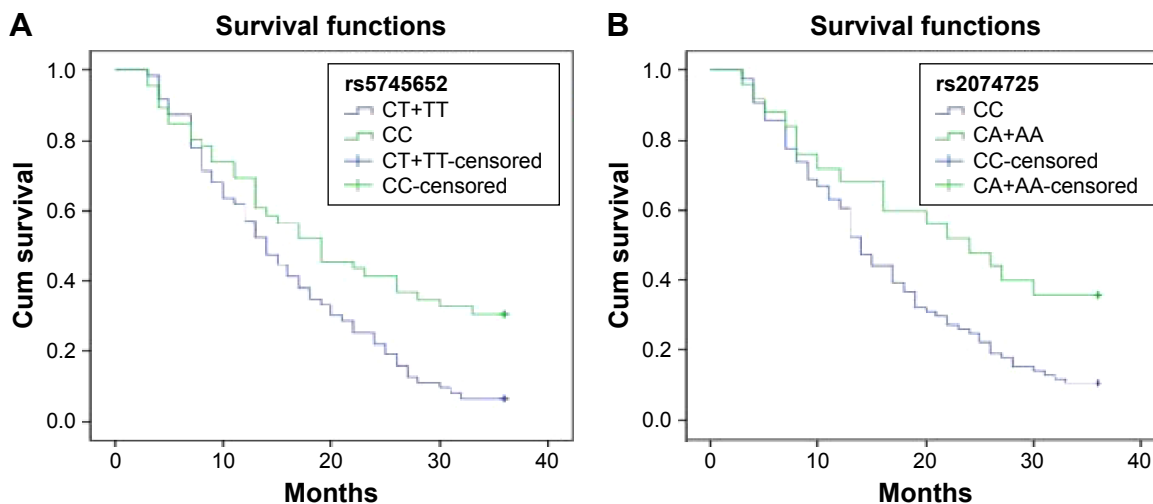 A
Survival functions
rs5745652
CT+TT
CC
CT+TT-censored
CC-censored
Cum survival
1.0
0.8
0.6
0.4
0.2
0.0
0 10 20 30 40
Months
B
Survival functions
rs2074725
CC
CA+AA
CC-censored
CA+AA-censored
Cum survival
1.0
0.8
0.6
0.4
0.2
0.0
0 10 20 30 40
Months